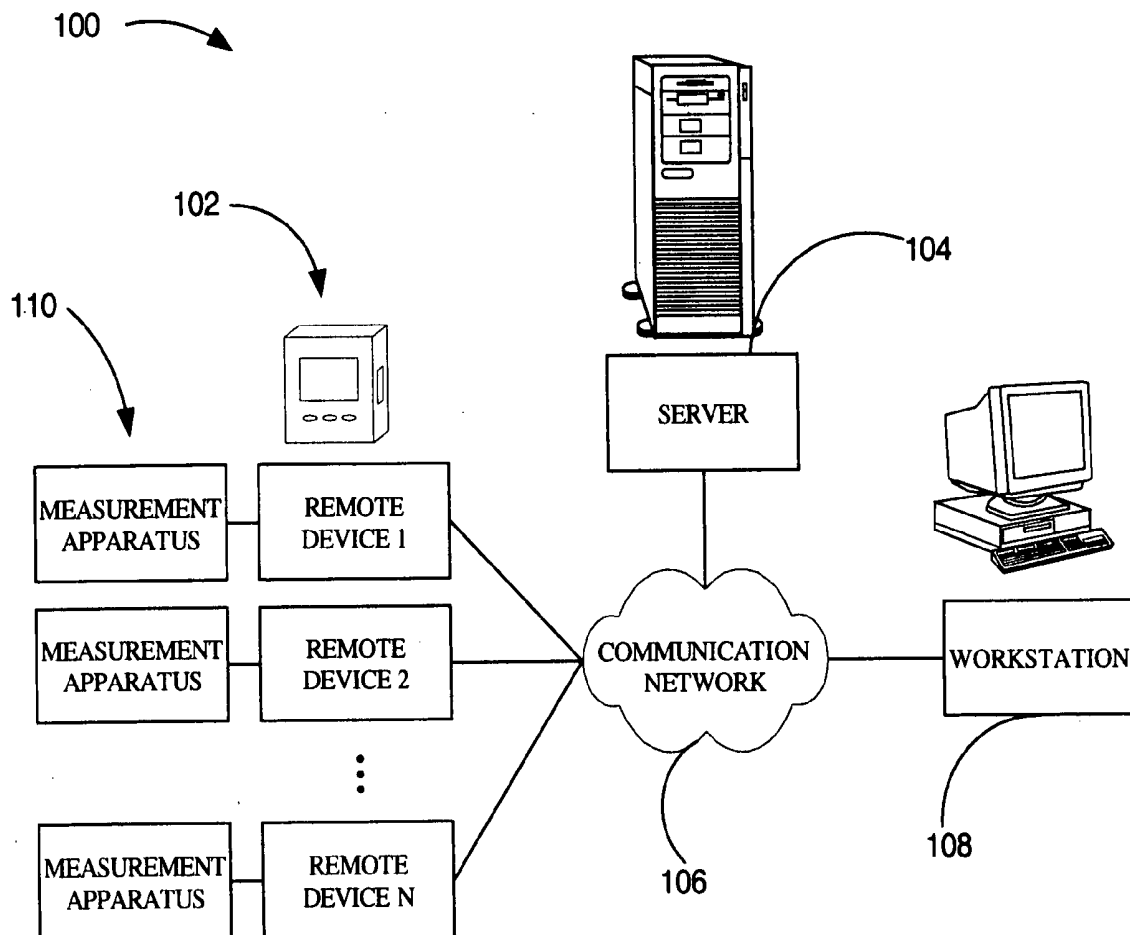 100
102
104
110
SERVER
MEASUREMENT
APPARATUS
REMOTE
DEVICE 1
MEASUREMENT
APPARATUS
REMOTE
DEVICE 2
COMMUNICATION
NETWORK
WORKSTATION
MEASUREMENT
APPARATUS
REMOTE
DEVICE N
106
108